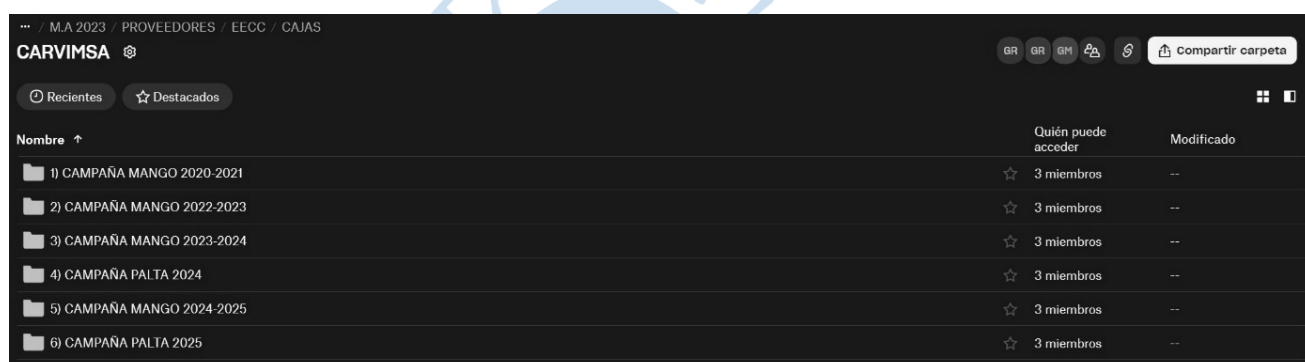 ··· / M.A 2023 / PROVEEDORES / EECC / CAJAS
CARVIMSA
GR GR GM Compartir carpeta
Recientes Destacados
Nombre ↑ Quién puede acceder Modificado
1) CAMPAÑA MANGO 2020-2021 3 miembros --
2) CAMPAÑA MANGO 2022-2023 3 miembros --
3) CAMPAÑA MANGO 2023-2024 3 miembros --
4) CAMPAÑA PALTA 2024 3 miembros --
5) CAMPAÑA MANGO 2024-2025 3 miembros --
6) CAMPAÑA PALTA 2025 3 miembros --